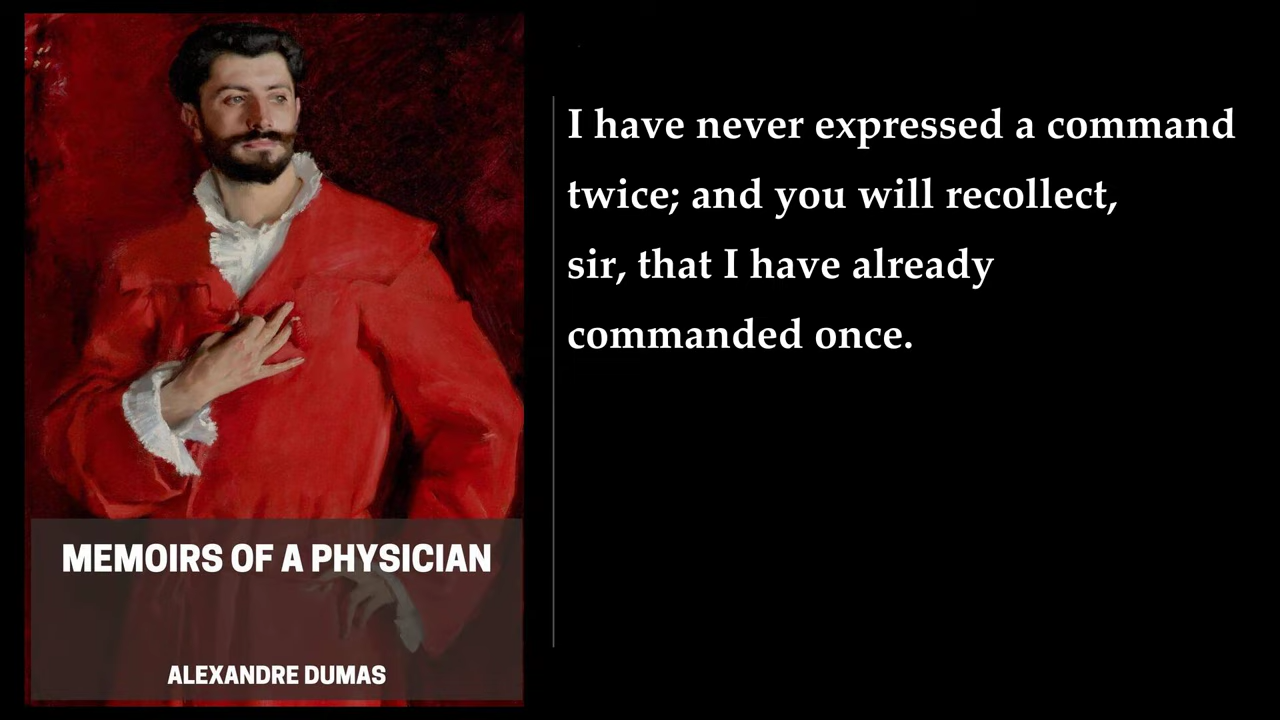 I have never expressed a command
twice; and you will recollect,
sir, that I have already
commanded once.
MEMOIRS OF A PHYSICIAN
ALEXANDRE DUMAS